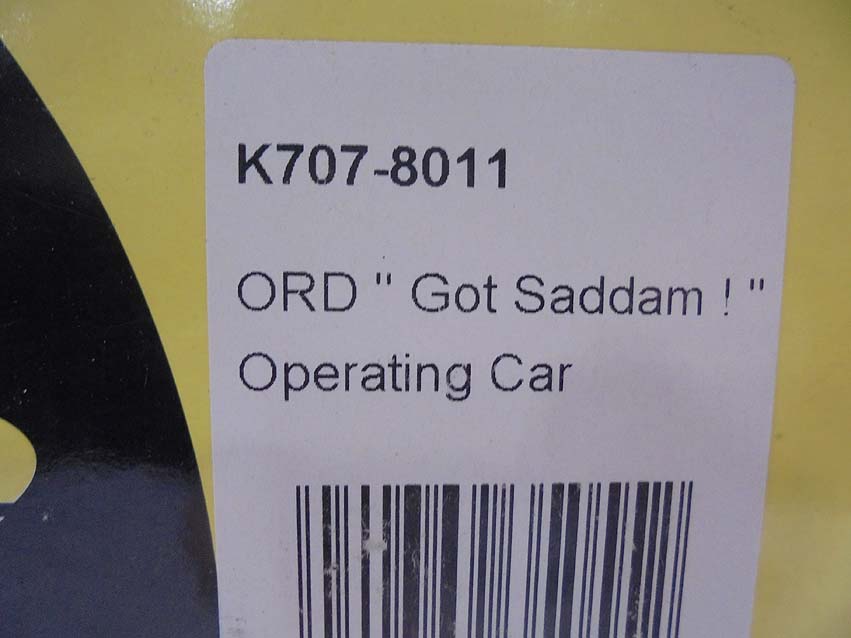 K707-8011
ORD " Got Saddam ! "
Operating Car